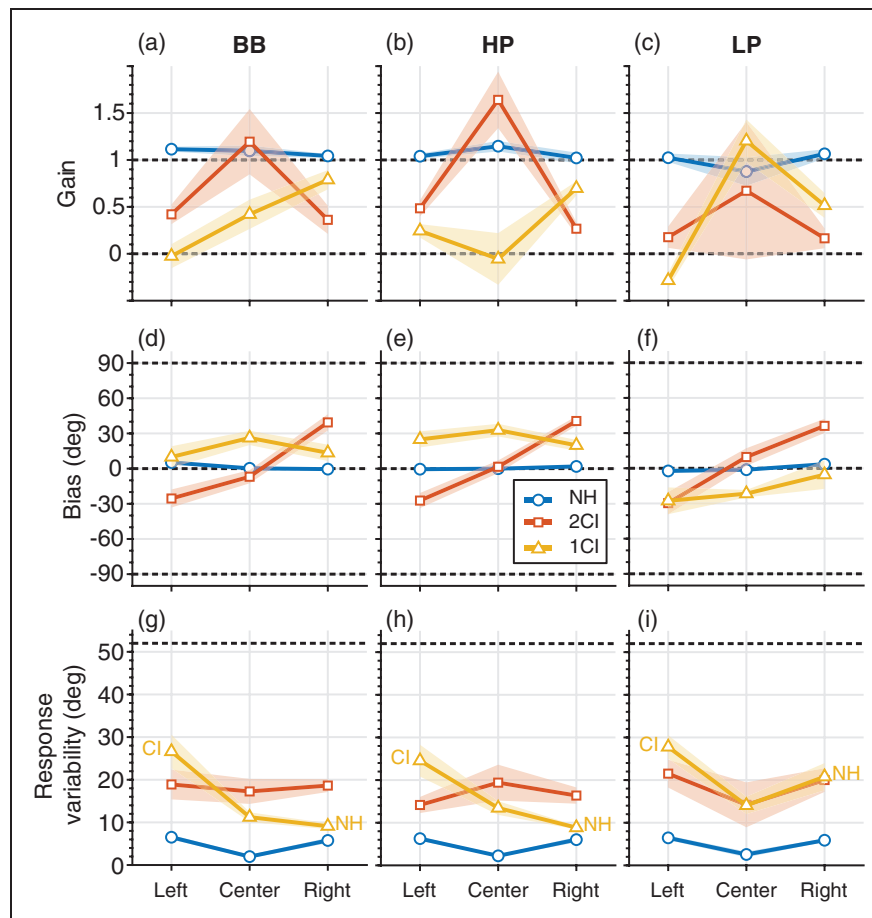 (a) BB (b) HP (c) LP
1.5
1
0.5
0
Gain
(d) (e) (f)
90
60
30
0
-30
-60
-90
Bias (deg)
NH
2CI
1CI
(g) (h) (i)
50
40
30
20
10
0
Response
variability (deg)
CI NH CI NH CI NH
Left Center Right Left Center Right Left Center Right